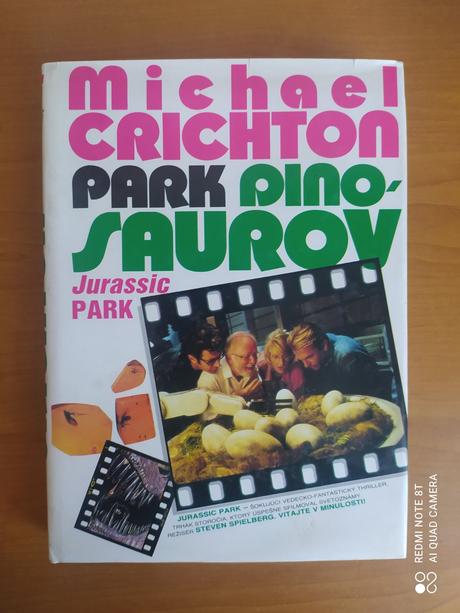 Michael
CRICHTON
PARK DINO-
SAUROV
Jurassic
PARK
JURASSIC PARK – ŠOKUJÚCI VEDECKO-FANTASTICKÝ THRILLER,
TRHÁK STOROČIA, KTORÝ ÚSPEŠNE SFILMOVAL SVETOZNÁMY
REŽISÉR STEVEN SPIELBERG. VITAJTE V MINULOSTI!
REDMI NOTE 8T
AI QUAD CAMERA